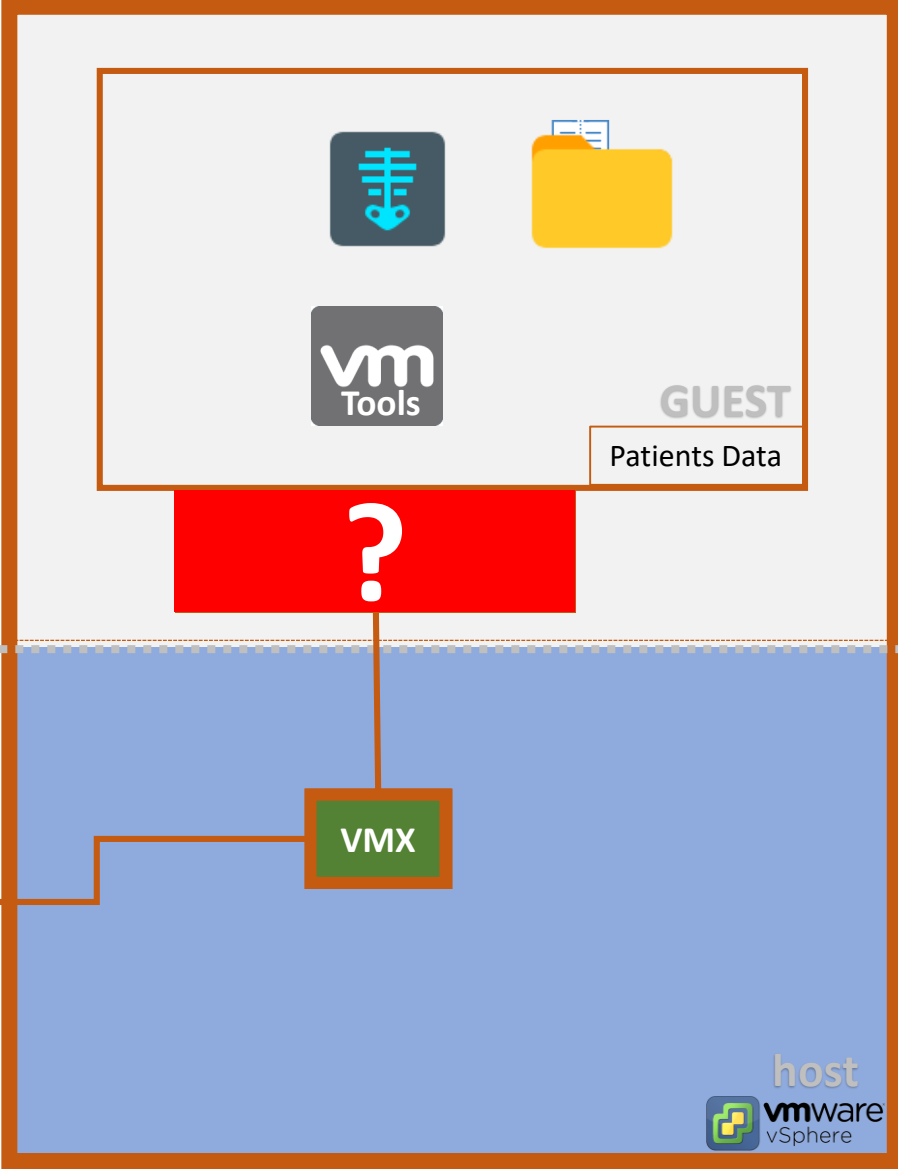 vm
Tools
GUEST
Patients Data
?
VMX
host
vmware
vSphere